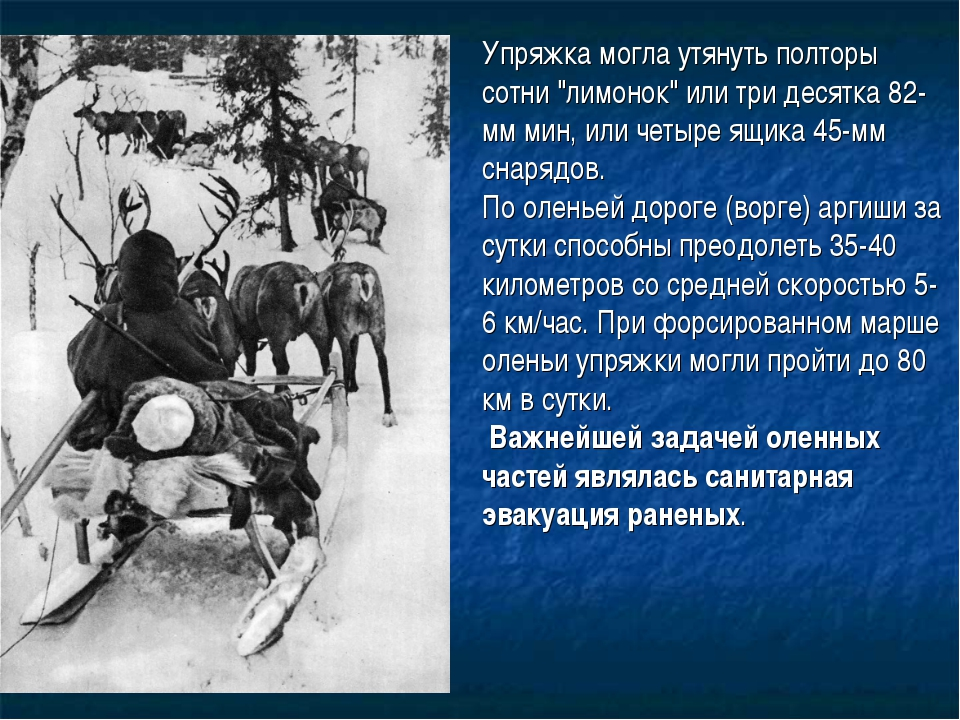 Упряжка могла утянуть полторы
сотни "лимонок" или три десятка 82-
мм мин, или четыре ящика 45-мм
снарядов.
По оленьей дороге (ворге) аргиши за
сутки способны преодолеть 35-40
километров со средней скоростью 5-
6 км/час. При форсированном марше
оленьи упряжки могли пройти до 80
км в сутки.
Важнейшей задачей оленных
частей являлась санитарная
эвакуация раненых.